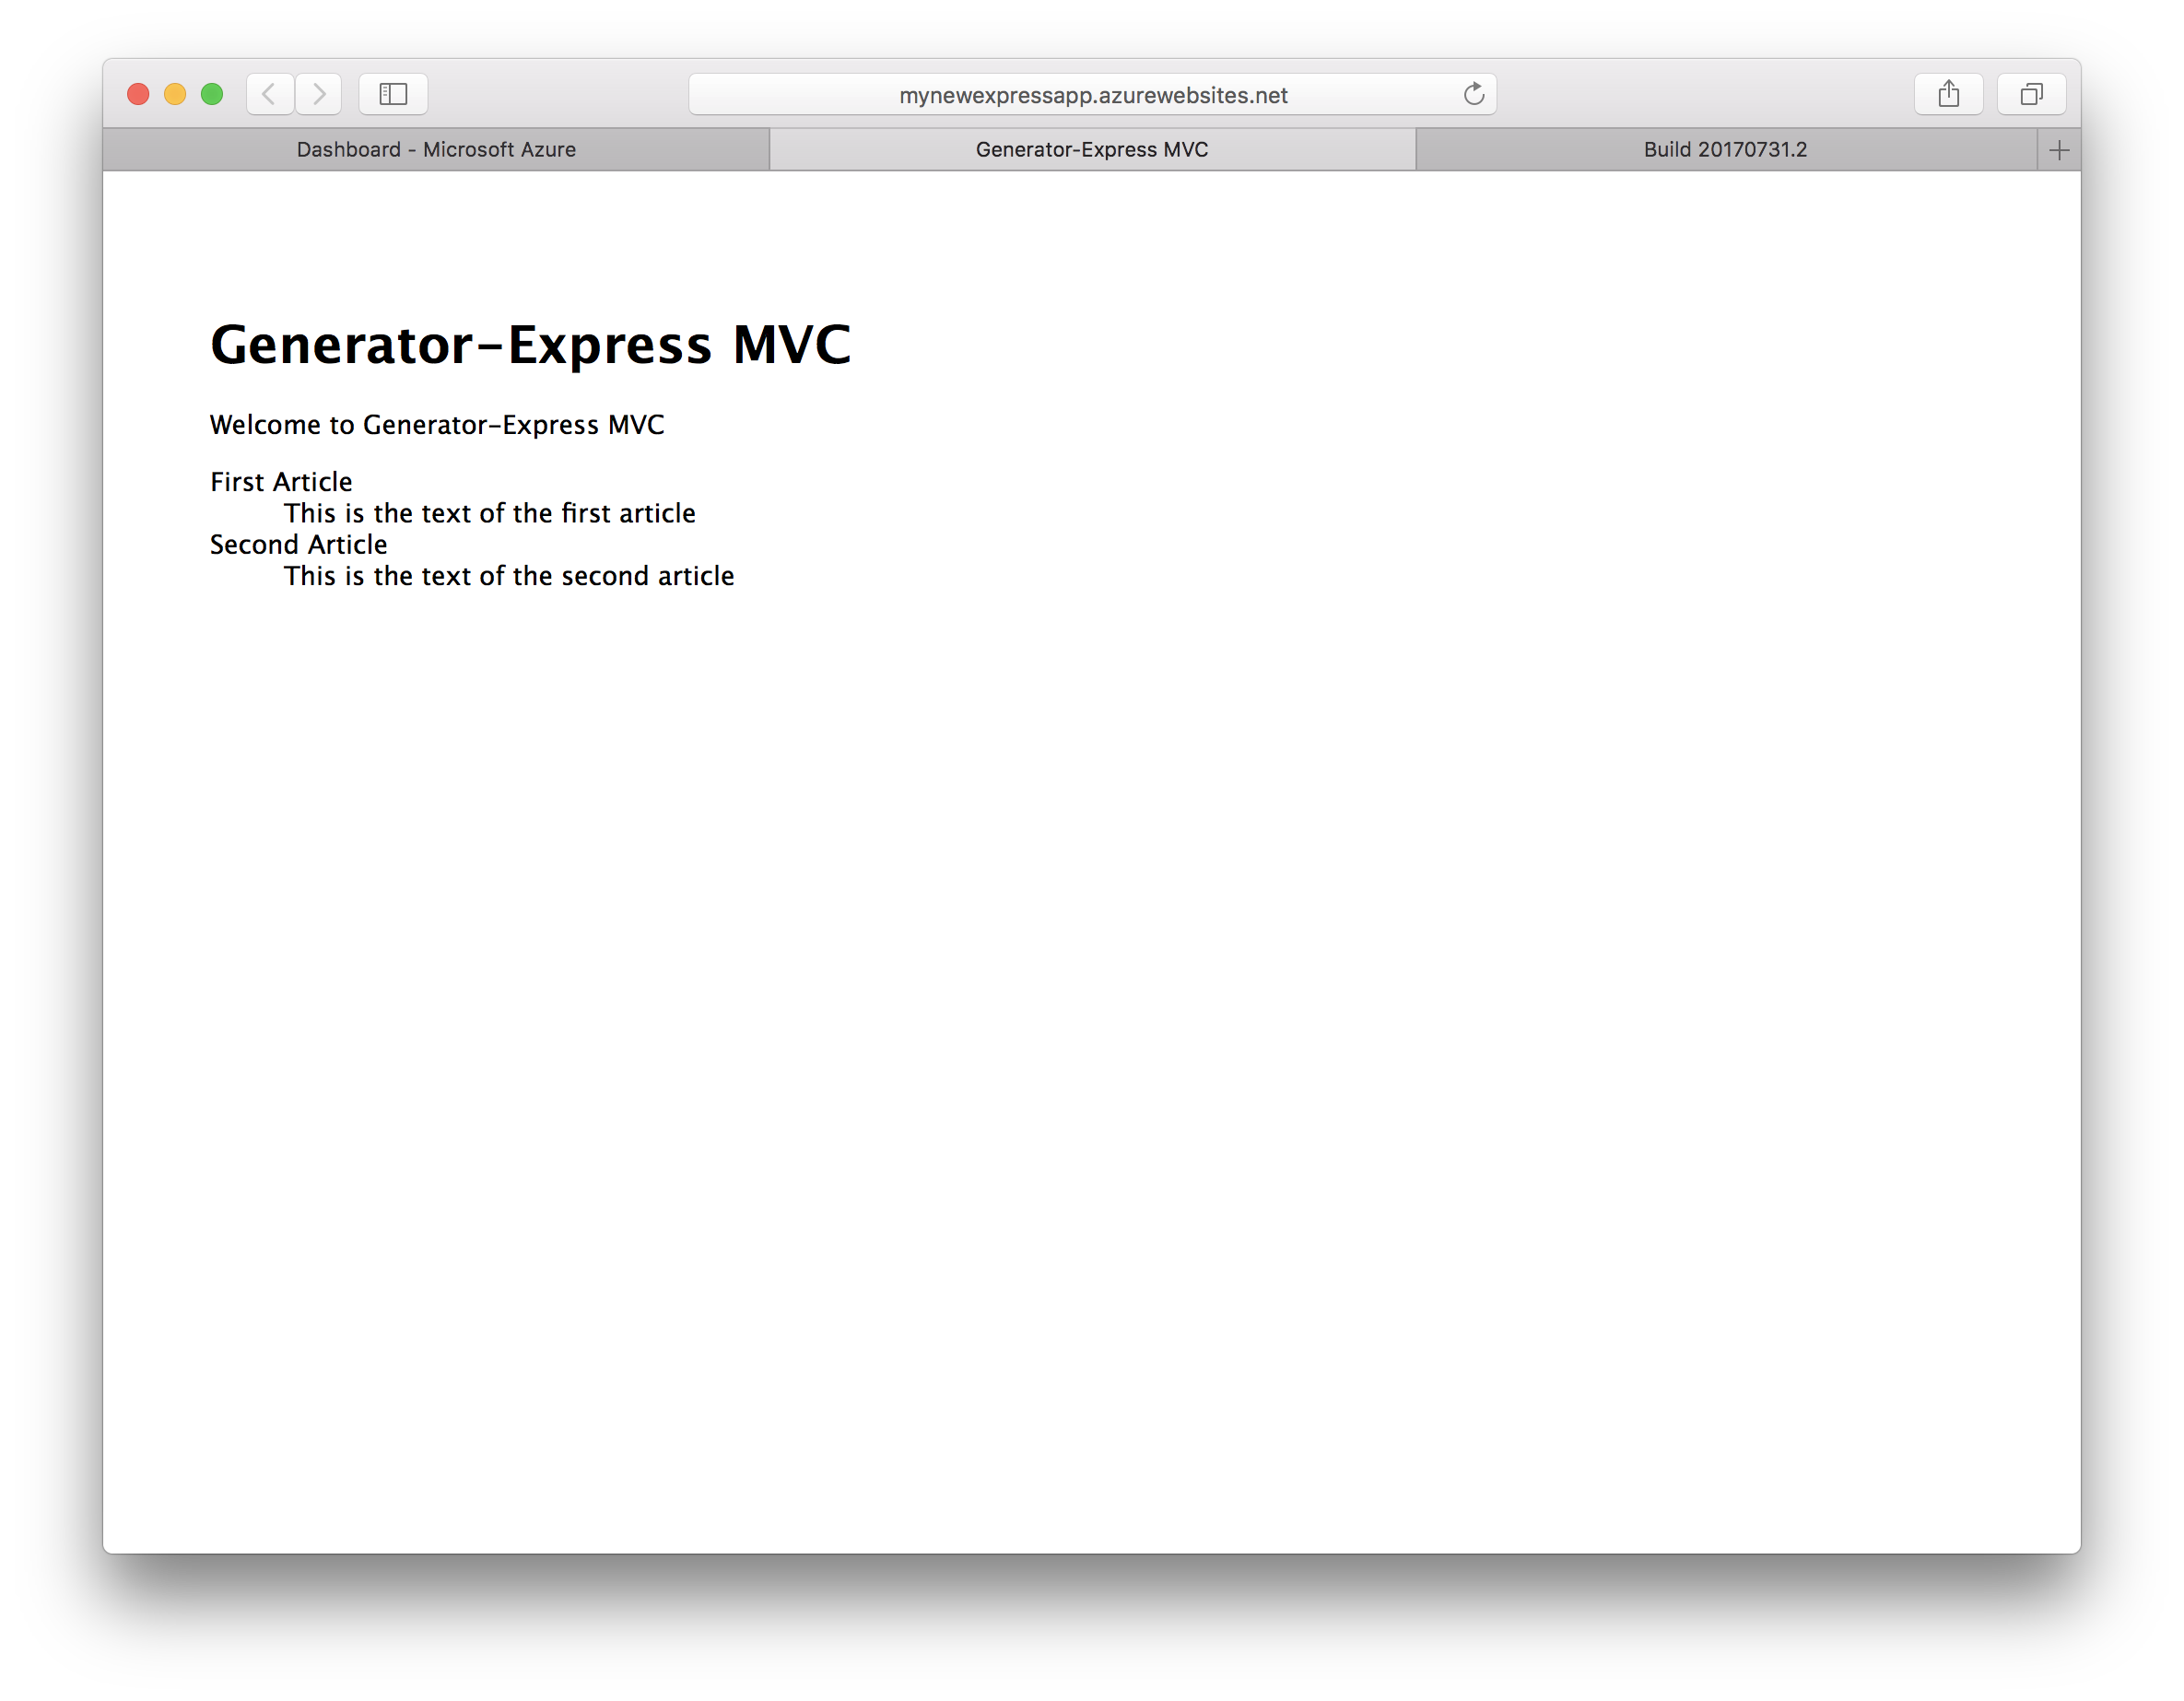 mynewexpressapp.azurewebsites.net
Dashboard - Microsoft Azure
Generator-Express MVC
Build 20170731.2
Generator-Express MVC
Welcome to Generator-Express MVC
First Article
This is the text of the first article
Second Article
This is the text of the second article